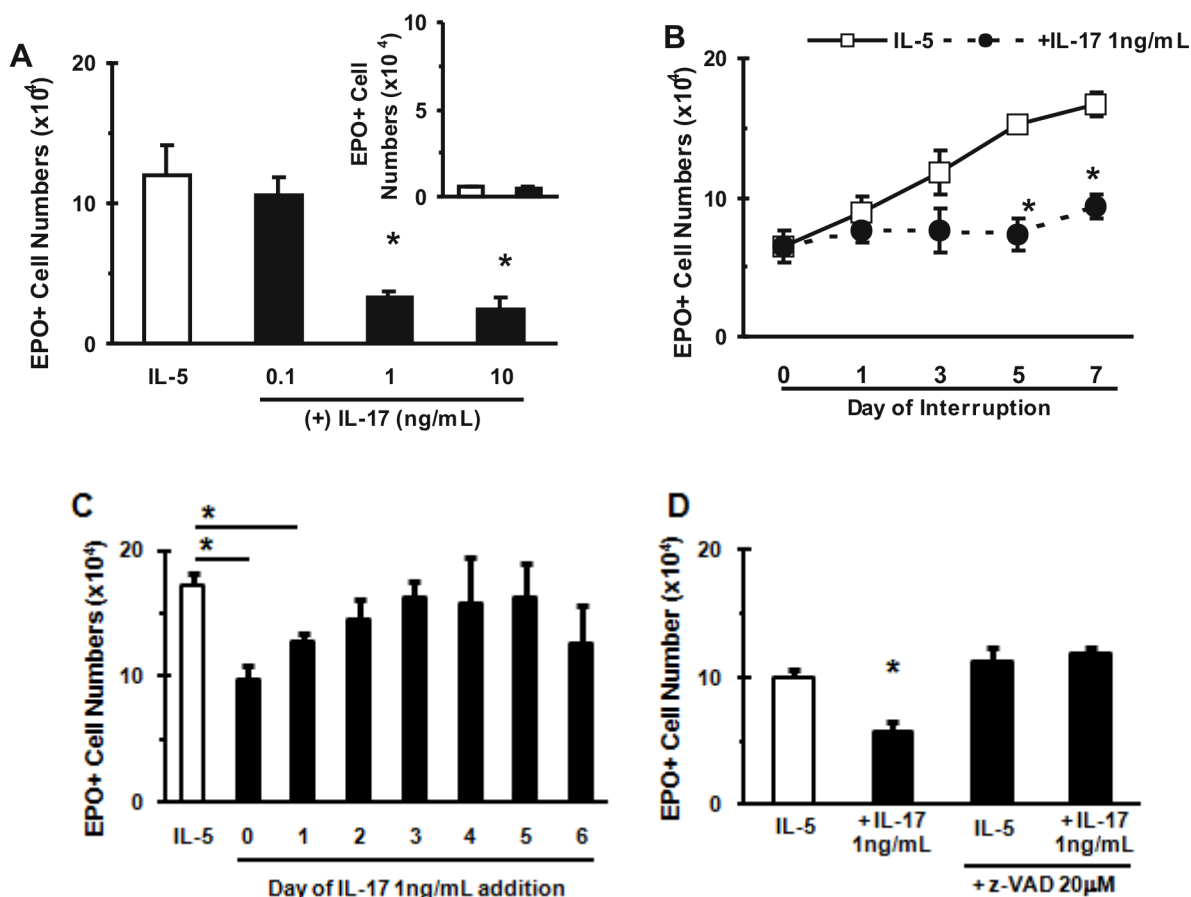 A
EPO+ Cell Numbers (x10⁴)
20
10
0
IL-5
0.1
1
10
(+) IL-17 (ng/mL)
*
*
EPO+ Cell
Numbers (x10⁴)
10
5
0
B
IL-5
+IL-17 1ng/mL
EPO+ Cell Numbers (x10⁴)
20
10
0
*
*
0 1 3 5 7
Day of Interruption
C
EPO+ Cell Numbers (x10⁴)
20
10
0
*
*
IL-5 0 1 2 3 4 5 6
Day of IL-17 1ng/mL addition
D
EPO+ Cell Number (x10⁴)
20
10
0
*
IL-5
+IL-17
1ng/mL
IL-5
+IL-17
1ng/mL
+ z-VAD 20µM